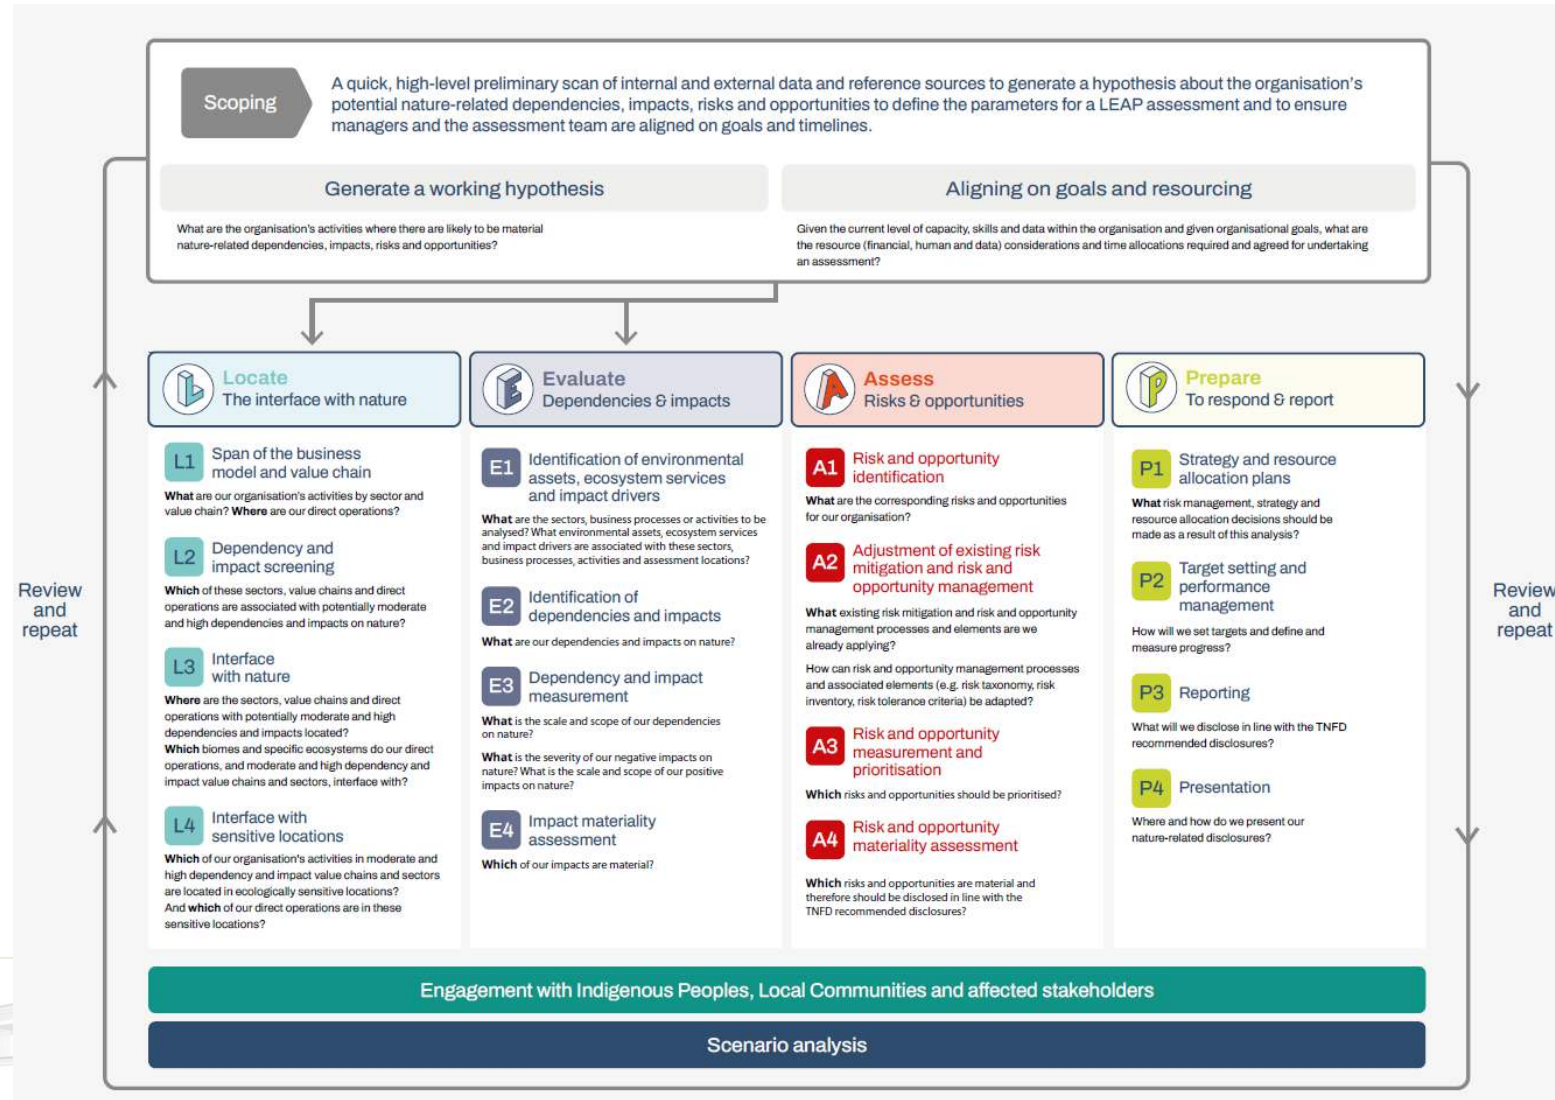 Scoping
A quick, high-level preliminary scan of internal and external data and reference sources to generate a hypothesis about the organisation's
potential nature-related dependencies, impacts, risks and opportunities to define the parameters for a LEAP assessment and to ensure
managers and the assessment team are aligned on goals and timelines.
Generate a working hypothesis
What are the organisation's activities where there are likely to be material
nature-related dependencies, impacts, risks and opportunities?
Aligning on goals and resourcing
Given the current level of capacity, skills and data within the organisation and given organisational goals, what are
the resource (financial, human and data) considerations and time allocations required and agreed for undertaking
an assessment?
Review
and
repeat
L
Locate
The interface with nature
L1
Span of the business
model and value chain
What are our organisation's activities by sector and
value chain? Where are our direct operations?
L2
Dependency and
impact screening
Which of these sectors, value chains and direct
operations are associated with potentially moderate
and high dependencies and impacts on nature?
L3
Interface
with nature
Where are the sectors, value chains and direct
operations with potentially moderate and high
dependencies and impacts located?
Which biomes and specific ecosystems do our direct
operations, and moderate and high dependency and
impact value chains and sectors, interface with?
L4
Interface with
sensitive locations
Which of our organisation's activities in moderate and
high dependency and impact value chains and sectors
are located in ecologically sensitive locations?
And which of our direct operations are in these
sensitive locations?
E
Evaluate
Dependencies & impacts
E1
Identification of environmental
assets, ecosystem services
and impact drivers
What are the sectors, business processes or activities to be
analysed? What environmental assets, ecosystem services
and impact drivers are associated with these sectors,
business processes, activities and assessment locations?
E2
Identification of
dependencies and impacts
What are our dependencies and impacts on nature?
E3
Dependency and impact
measurement
What is the scale and scope of our dependencies
on nature?
What is the severity of our negative impacts on
nature? What is the scale and scope of our positive
impacts on nature?
E4
Impact materiality
assessment
Which of our impacts are material?
A
Assess
Risks & opportunities
A1
Risk and opportunity
identification
What are the corresponding risks and opportunities
for our organisation?
A2
Adjustment of existing risk
mitigation and risk and
opportunity management
What existing risk mitigation and risk and opportunity
management processes and elements are we
already applying?
How can risk and opportunity management processes
and associated elements (e.g. risk taxonomy, risk
inventory, risk tolerance criteria) be adapted?
A3
Risk and opportunity
measurement and
prioritisation
Which risks and opportunities should be prioritised?
A4
Risk and opportunity
materiality assessment
Which risks and opportunities are material and
therefore should be disclosed in line with the
TNFD recommended disclosures?
P
Prepare
To respond & report
P1
Strategy and resource
allocation plans
What risk management, strategy and
resource allocation decisions should be
made as a result of this analysis?
P2
Target setting and
performance
management
How will we set targets and define and
measure progress?
P3
Reporting
What will we disclose in line with the TNFD
recommended disclosures?
P4
Presentation
Where and how do we present our
nature-related disclosures?
Review
and
repeat
Engagement with Indigenous Peoples, Local Communities and affected stakeholders
Scenario analysis